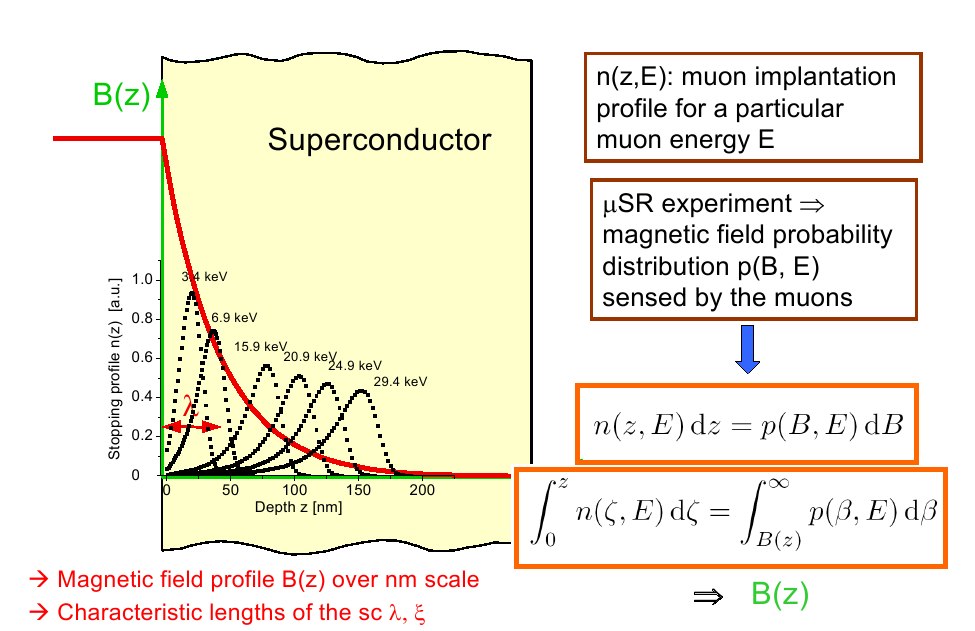 B(z)
Superconductor
Stopping profile n(z) [a.u.]
1.0
0.8
0.6
0.4
0.2
0
3.4 keV
6.9 keV
15.9 keV
20.9 keV
24.9 keV
29.4 keV
λ
0 50 100 150 200
Depth z [nm]
→ Magnetic field profile B(z) over nm scale
→ Characteristic lengths of the sc λ, ξ
n(z,E): muon implantation
profile for a particular
muon energy E
μSR experiment ⇒
magnetic field probability
distribution p(B, E)
sensed by the muons
n(z, E) dz = p(B, E) dB
∫₀ᶻ n(ζ, E) dζ = ∫_{B(z)}^∞ p(β, E) dβ
⇒ B(z)